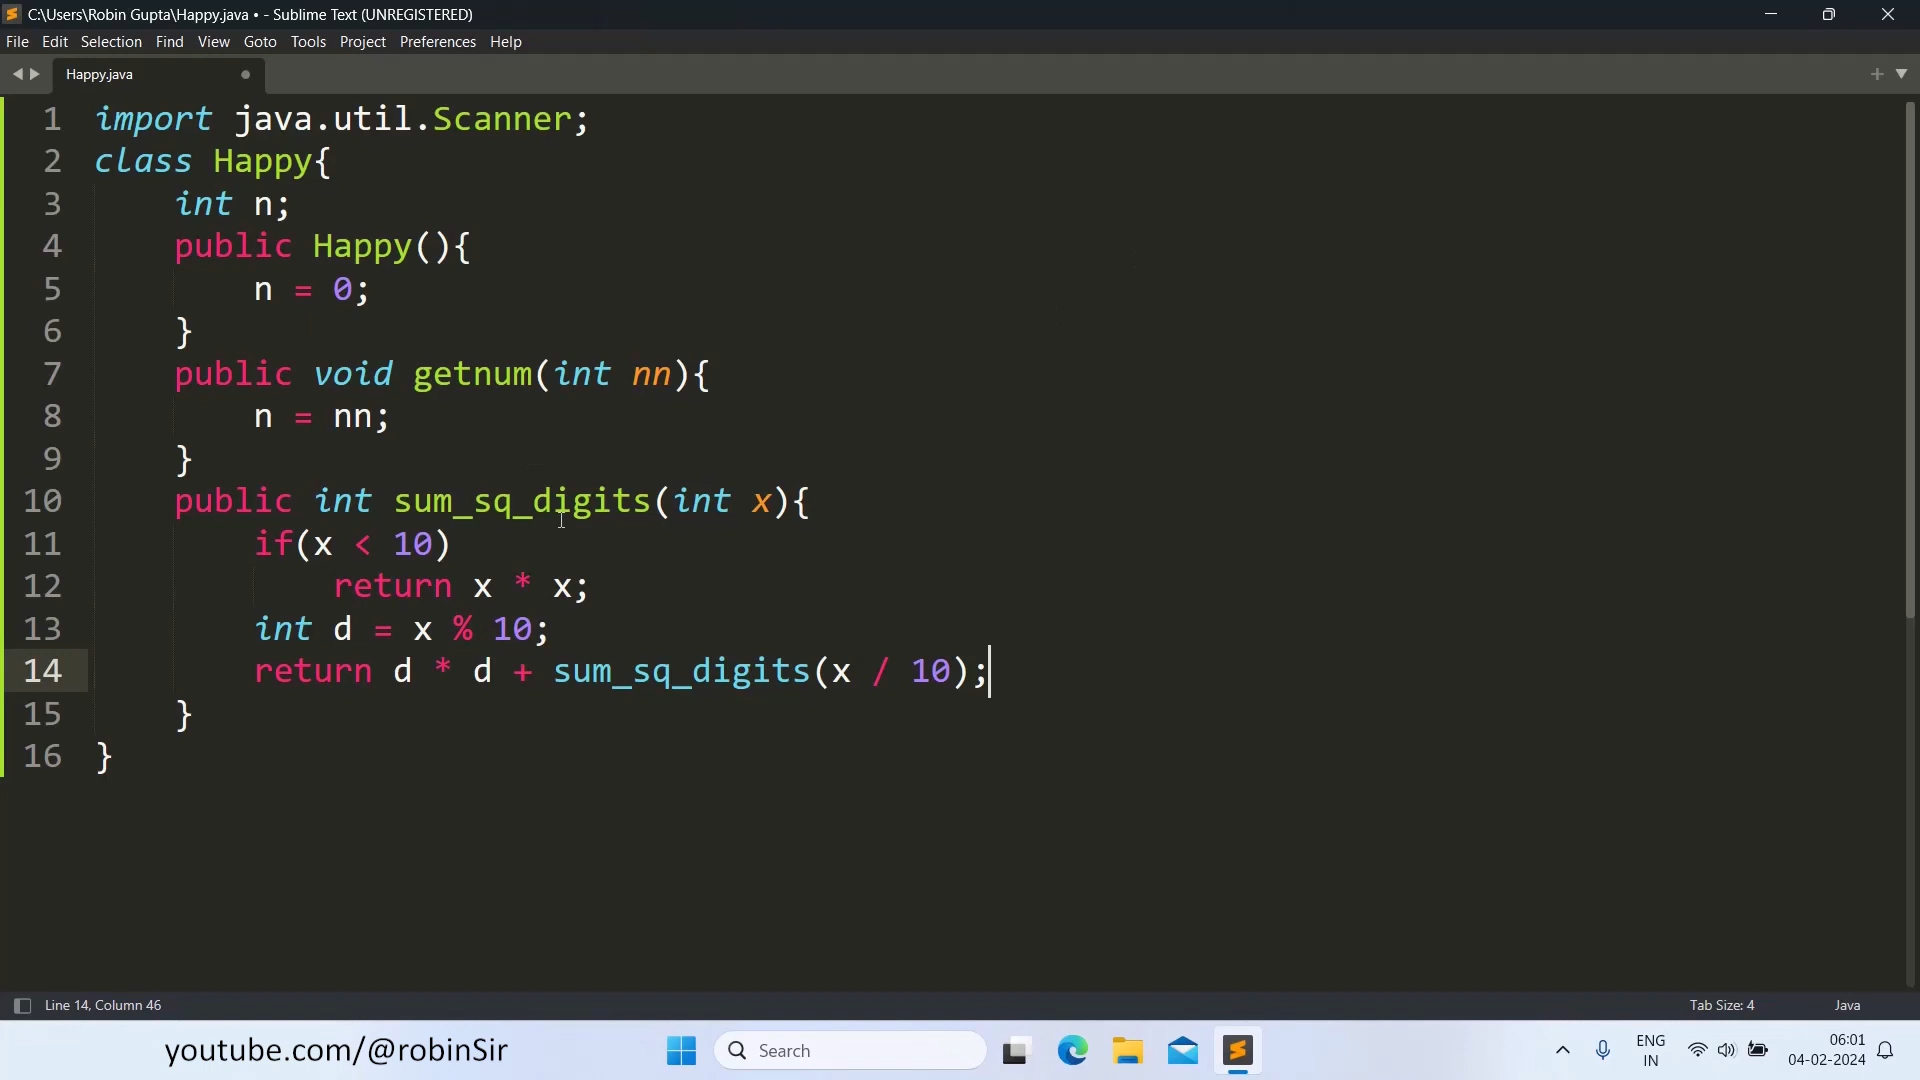 C:\Users\Robin Gupta\Happy.java • - Sublime Text (UNREGISTERED)
File Edit Selection Find View Goto Tools Project Preferences Help
Happy.java
1 import java.util.Scanner;
2 class Happy{
3 int n;
4 public Happy(){
5 n = 0;
6 }
7 public void getnum(int nn){
8 n = nn;
9 }
10 public int sum_sq_digits(int x){
11 if(x < 10)
12 return x * x;
13 int d = x % 10;
14 return d * d + sum_sq_digits(x / 10);
15 }
16 }
Line 14, Column 46 Tab Size: 4 Java
youtube.com/@robinSir Search ENG IN 06:01 04-02-2024